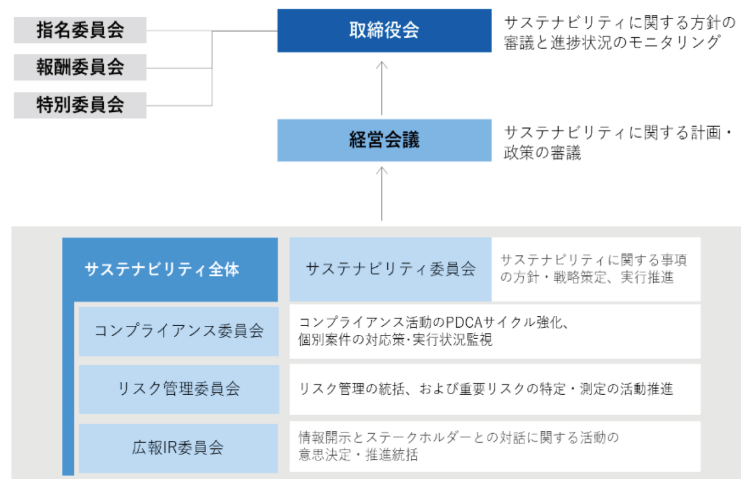 指名委員会
報酬委員会
特別委員会
取締役会
サステナビリティに関する方針の
審議と進捗状況のモニタリング
経営会議
サステナビリティに関する計画・
政策の審議
サステナビリティ全体
サステナビリティ委員会
サステナビリティに関する事項
の方針・戦略策定、実行推進
コンプライアンス委員会
コンプライアンス活動のPDCAサイクル強化、
個別案件の対応策･実行状況監視
リスク管理委員会
リスク管理の統括、および重要リスクの特定・測定の活動推進
広報IR委員会
情報開示とステークホルダーとの対話に関する活動の
意思決定・推進統括